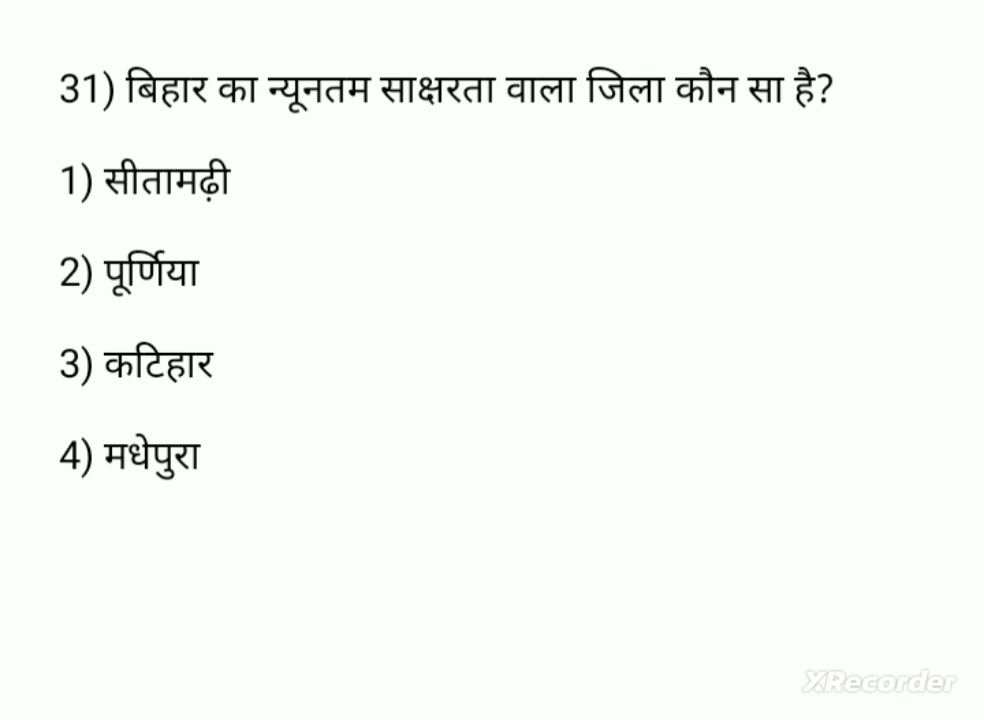 31) बिहार का न्यूनतम साक्षरता वाला जिला कौन सा है?
1) सीतामढ़ी
2) पूर्णिया
3) कटिहार
4) मधेपुरा
XRecorder